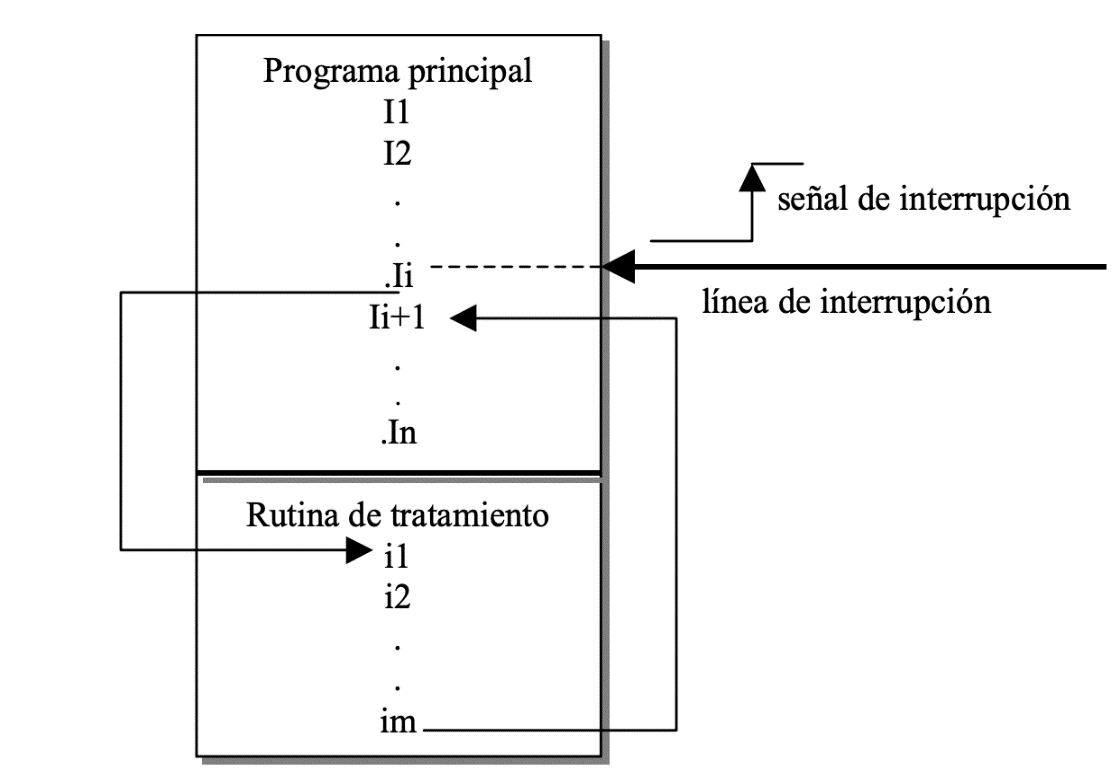 Programa principal
I1
I2
.
.
.Ii
Ii+1
.
.
.In
Rutina de tratamiento
i1
i2
.
.
im
señal de interrupción
línea de interrupción